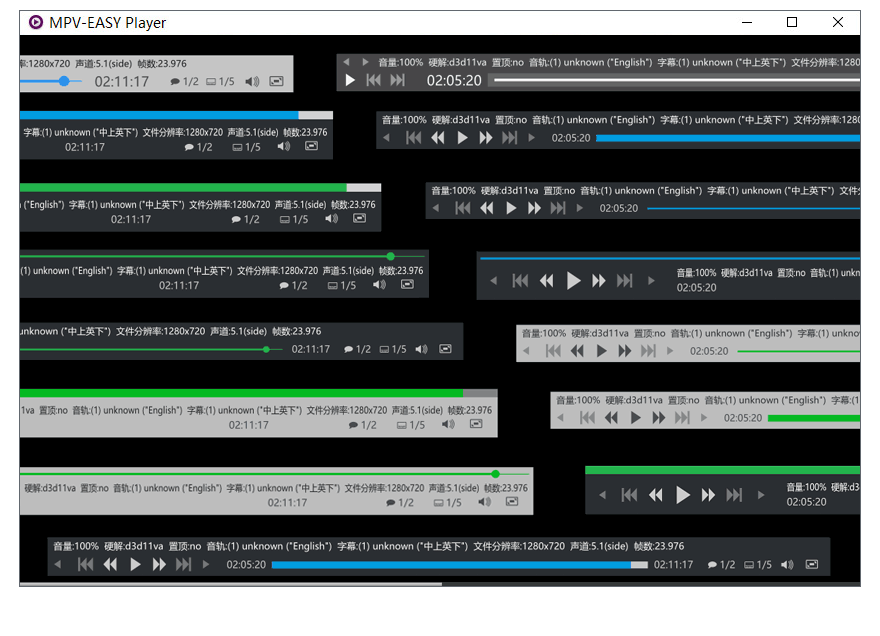 MPV-EASY Player
率:1280x720 声道:5.1(side) 帧数:23.976
02:11:17 1/2 1/5
音量:100% 硬解:d3d11va 置顶:no 音轨:(1) unknown ("English") 字幕:(1) unknown ("中上英下") 文件分辨率:1280
02:05:20
字幕:(1) unknown ("中上英下") 文件分辨率:1280x720 声道:5.1(side) 帧数:23.976
02:11:17 1/2 1/5
音量:100% 硬解:d3d11va 置顶:no 音轨:(1) unknown ("English") 字幕:(1) unknown ("中上英下") 文件分辨率:128
02:05:20
("English") 字幕:(1) unknown ("中上英下") 文件分辨率:1280x720 声道:5.1(side) 帧数:23.976
02:11:17 1/2 1/5
音量:100% 硬解:d3d11va 置顶:no 音轨:(1) unknown ("English") 字幕:(1) unknown ("中上英下") 文件
02:05:20
(1) unknown ("English") 字幕:(1) unknown ("中上英下") 文件分辨率:1280x720 声道:5.1(side) 帧数:23.976
02:11:17 1/2 1/5
音量:100% 硬解:d3d11va 置顶:no 音轨:(1) unkn
02:05:20
unknown ("中上英下") 文件分辨率:1280x720 声道:5.1(side) 帧数:23.976
02:11:17 1/2 1/5
音量:100% 硬解:d3d11va 置顶:no 音轨:(1) unknown ("English") 字幕:(1) unkno
02:05:20
1va 置顶:no 音轨:(1) unknown ("English") 字幕:(1) unknown ("中上英下") 文件分辨率:1280x720 声道:5.1(side) 帧数:23.976
02:11:17 1/2 1/5
音量:100% 硬解:d3d11va 置顶:no 音轨:(1) unknown ("English") 字幕:(1
02:05:20
硬解:d3d11va 置顶:no 音轨:(1) unknown ("English") 字幕:(1) unknown ("中上英下") 文件分辨率:1280x720 声道:5.1(side) 帧数:23.976
02:11:17 1/2 1/5
音量:100% 硬解:d3
02:05:20
音量:100% 硬解:d3d11va 置顶:no 音轨:(1) unknown ("English") 字幕:(1) unknown ("中上英下") 文件分辨率:1280x720 声道:5.1(side) 帧数:23.976
02:05:20 02:11:17 1/2 1/5